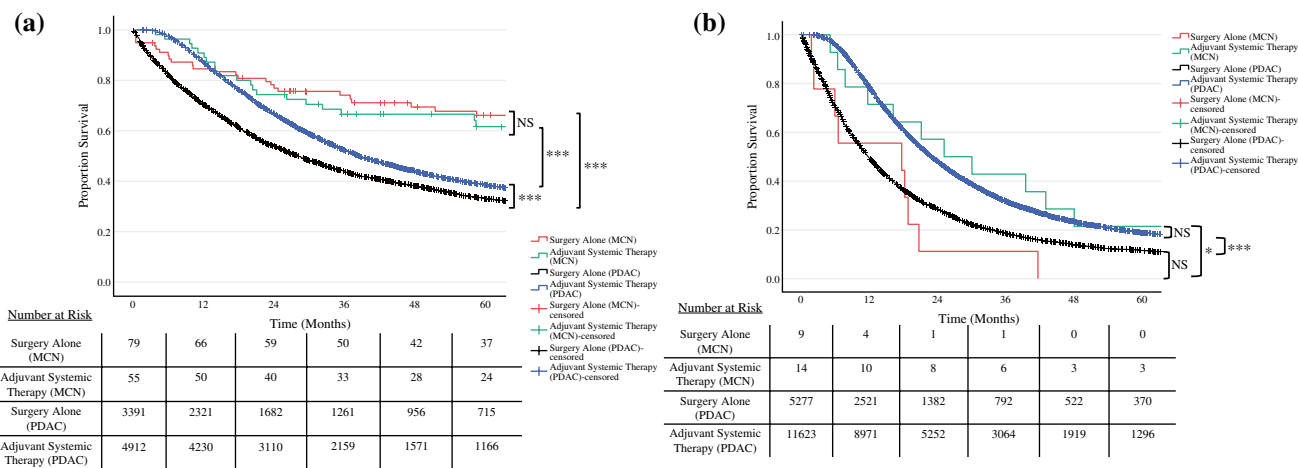 (a)
1.0
0.8
0.6
0.4
0.2
0.0
Proportion Survival
NS
***
***
***
0 12 24 36 48 60
Time (Months)
Surgery Alone (MCN)
Adjuvant Systemic Therapy
(MCN)
Surgery Alone (PDAC)
Adjuvant Systemic Therapy
(PDAC)
Surgery Alone (MCN)-
censored
Adjuvant Systemic Therapy
(MCN)-censored
Surgery Alone (PDAC)-
censored
Adjuvant Systemic Therapy
(PDAC)-censored
Number at Risk
Surgery Alone
(MCN)
79 66 59 50 42 37
Adjuvant Systemic
Therapy (MCN)
55 50 40 33 28 24
Surgery Alone
(PDAC)
3391 2321 1682 1261 956 715
Adjuvant Systemic
Therapy (PDAC)
4912 4230 3110 2159 1571 1166
(b)
1.0
0.8
0.6
0.4
0.2
0.0
Proportion Survival
NS
NS
*
***
0 12 24 36 48 60
Time (Months)
Surgery Alone (MCN)
Adjuvant Systemic Therapy
(MCN)
Surgery Alone (PDAC)
Adjuvant Systemic Therapy
(PDAC)
Surgery Alone (MCN)-
censored
Adjuvant Systemic Therapy
(MCN)-censored
Surgery Alone (PDAC)-
censored
Adjuvant Systemic Therapy
(PDAC)-censored
Number at Risk
Surgery Alone
(MCN)
9 4 1 1 0 0
Adjuvant Systemic
Therapy (MCN)
14 10 8 6 3 3
Surgery Alone
(PDAC)
5277 2521 1382 792 522 370
Adjuvant Systemic
Therapy (PDAC)
11623 8971 5252 3064 1919 1296